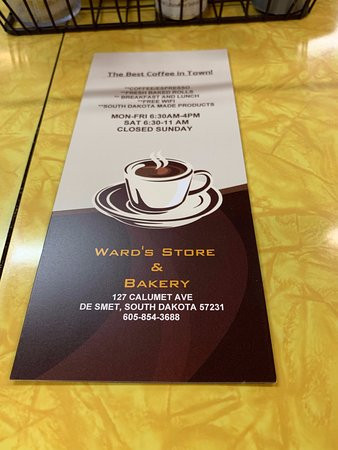 The Best Coffee in Town!
**COFFEE/ESPRESSO
**FRESH BAKED ROLLS
** BREAKFAST AND LUNCH
**FREE WIFI
**SOUTH DAKOTA MADE PRODUCTS
MON-FRI 6:30AM-4PM
SAT 6:30-11 AM
CLOSED SUNDAY
WARD'S STORE
&
BAKERY
127 CALUMET AVE
DE SMET, SOUTH DAKOTA 57231
605-854-3688